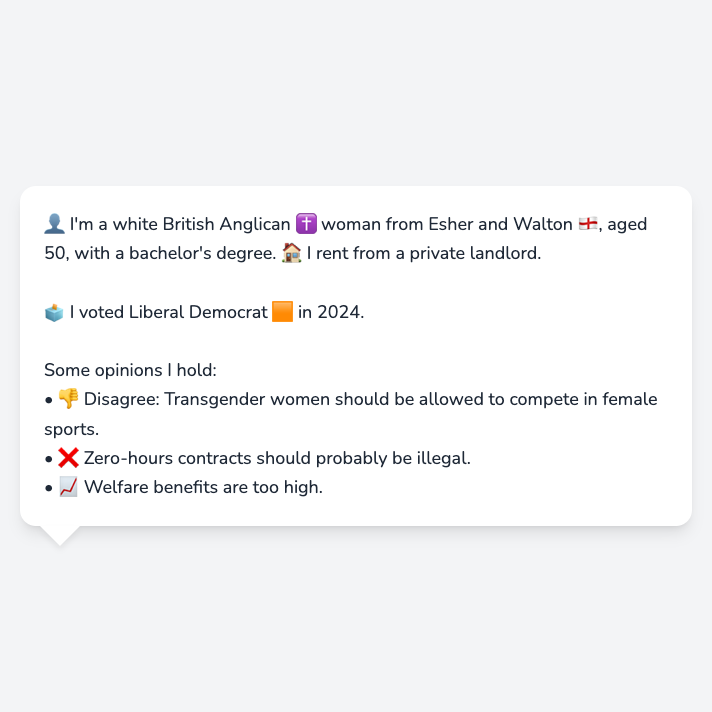 👤 I'm a white British Anglican ✝️ woman from Esher and Walton 🏴󠁧󠁢󠁥󠁮󠁧󠁿, aged
50, with a bachelor's degree. 🏠 I rent from a private landlord.
🗳️ I voted Liberal Democrat 🟧 in 2024.
Some opinions I hold:
• 👎 Disagree: Transgender women should be allowed to compete in female
sports.
• ❌ Zero-hours contracts should probably be illegal.
• 📈 Welfare benefits are too high.